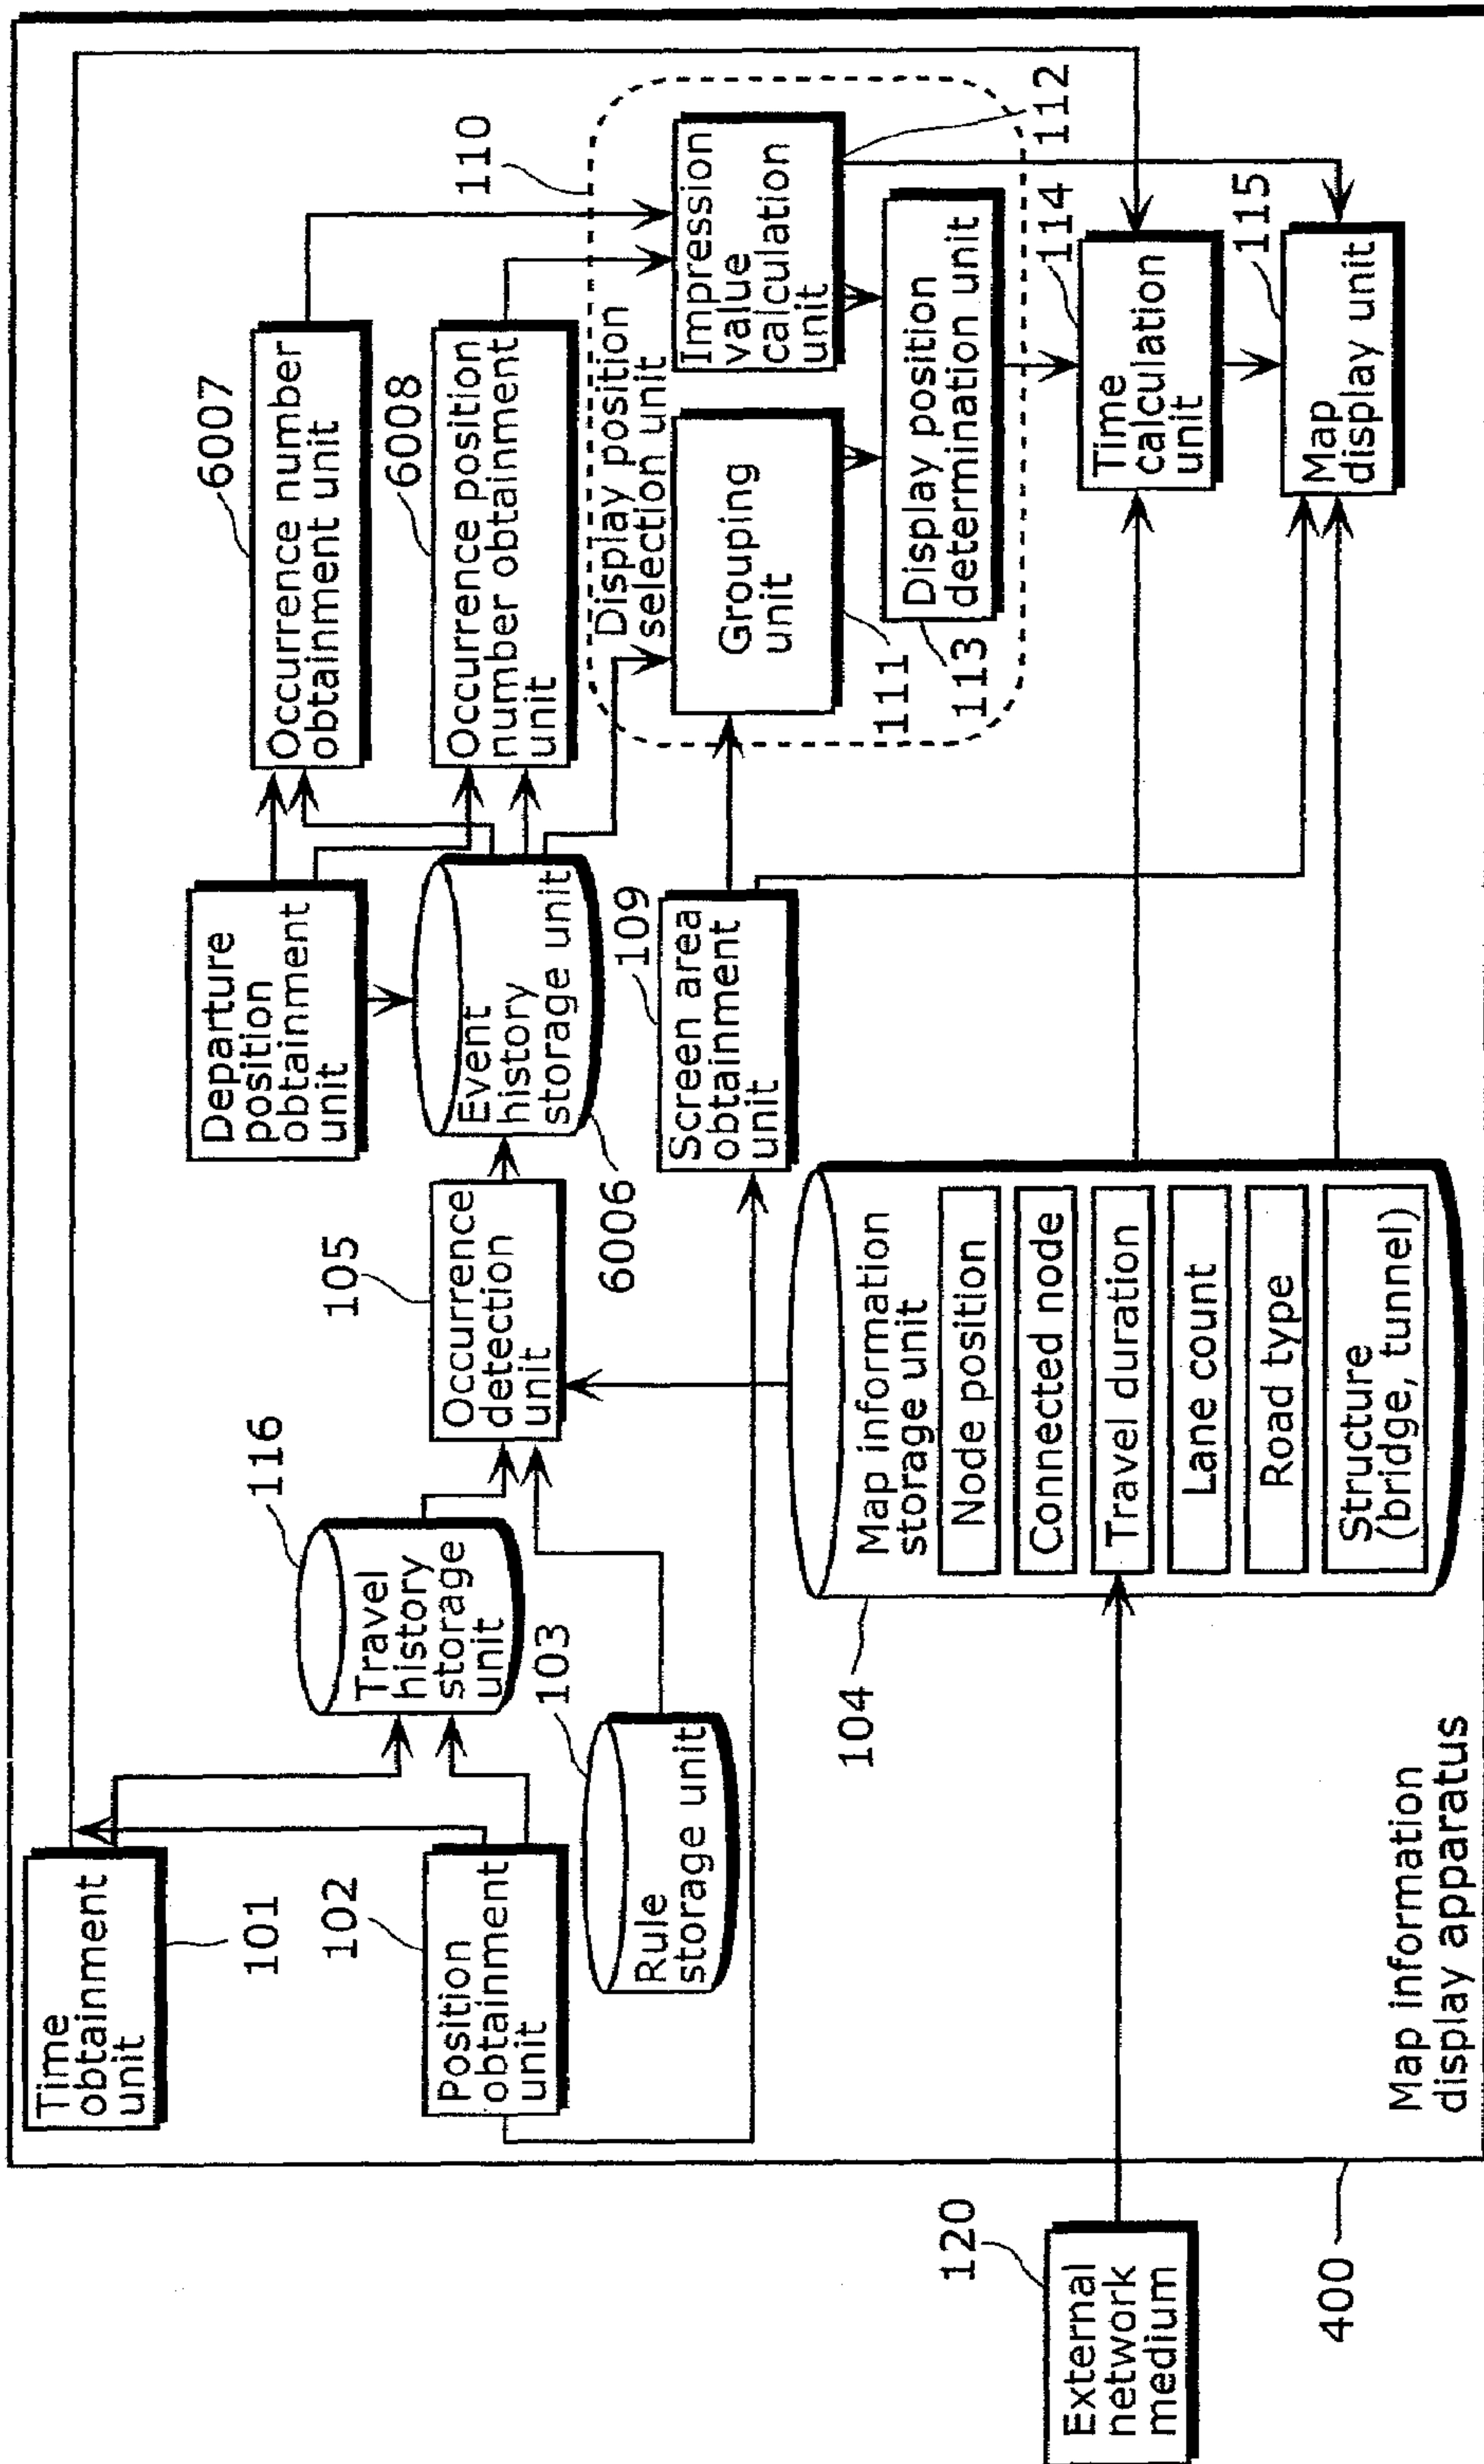 Time
obtainment
unit
101
Position
obtainment
unit
102
Travel
history
storage
unit
116
Rule
storage unit
103
Occurrence
detection
unit
105
Departure
position
obtainment
unit
Event
history
storage unit
6006
Occurrence number
obtainment unit
6007
Occurrence position
number obtainment
unit
6008
Display position
selection unit
110
Grouping
unit
111
Impression
value
calculation
unit
112
Display position
determination unit
113
Screen area
obtainment
unit
109
Time
calculation
unit
114
Map
display unit
115
Map information
storage unit
Node position
Connected node
Travel duration
Lane count
Road type
Structure
(bridge, tunnel)
104
Map information
display apparatus
400
External
network
medium
120